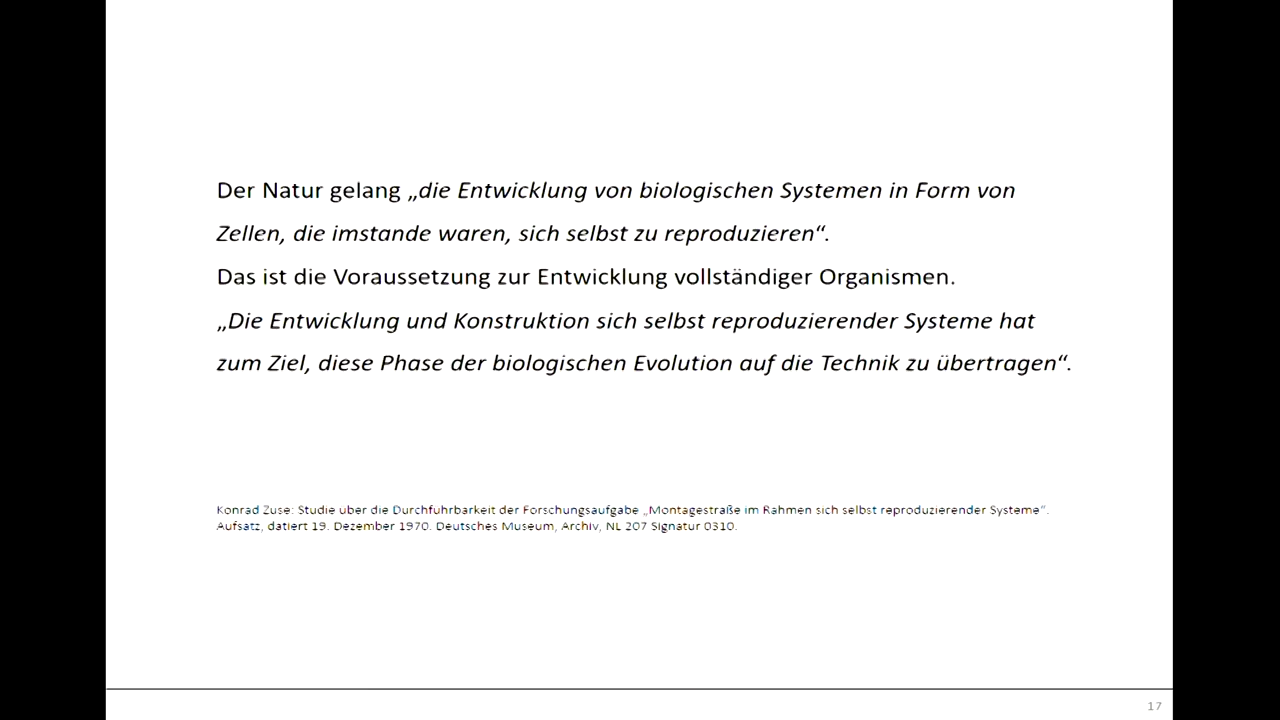 Der Natur gelang „die Entwicklung von biologischen Systemen in Form von
Zellen, die imstande waren, sich selbst zu reproduzieren“.
Das ist die Voraussetzung zur Entwicklung vollständiger Organismen.
„Die Entwicklung und Konstruktion sich selbst reproduzierender Systeme hat
zum Ziel, diese Phase der biologischen Evolution auf die Technik zu übertragen“.
Konrad Zuse: Studie über die Durchführbarkeit der Forschungsaufgabe „Montagestraße im Rahmen sich selbst reproduzierender Systeme“.
Aufsatz, datiert 19. Dezember 1970. Deutsches Museum, Archiv, NL 207 Signatur 0310.
17